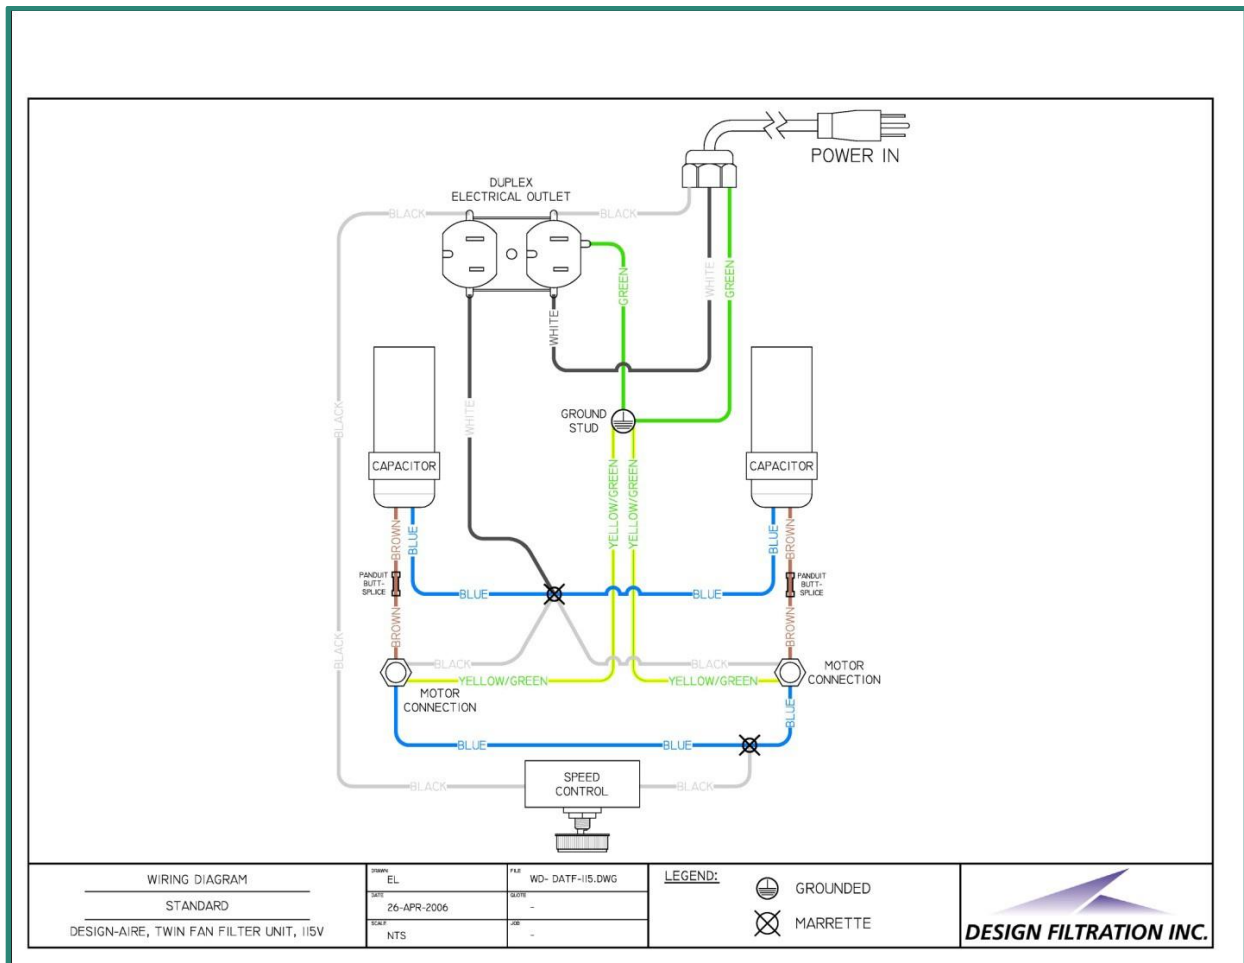 POWER IN
DUPLEX
ELECTRICAL OUTLET
BLACK
BLACK
GREEN
WHITE
GREEN
WHITE
BLACK
WHITE
GROUND
STUD
CAPACITOR
CAPACITOR
YELLOW/GREEN
YELLOW/GREEN
BROWN
BLUE
BLUE
BROWN
PANDUIT
BUTT-
SPLICE
PANDUIT
BUTT-
SPLICE
BLUE
BLUE
BROWN
BROWN
BLACK
BLACK
BLACK
YELLOW/GREEN
YELLOW/GREEN
MOTOR
CONNECTION
MOTOR
CONNECTION
BLUE
BLUE
BLUE
BLACK
SPEED
CONTROL
BLACK
WIRING DIAGRAM
STANDARD
DESIGN-AIRE, TWIN FAN FILTER UNIT, 115V
DRAWN
EL
FILE
WD- DATF-115.DWG
DATE
26-APR-2006
QUOTE
-
SCALE
NTS
JOB
-
LEGEND:
GROUNDED
MARRETTE
DESIGN FILTRATION INC.